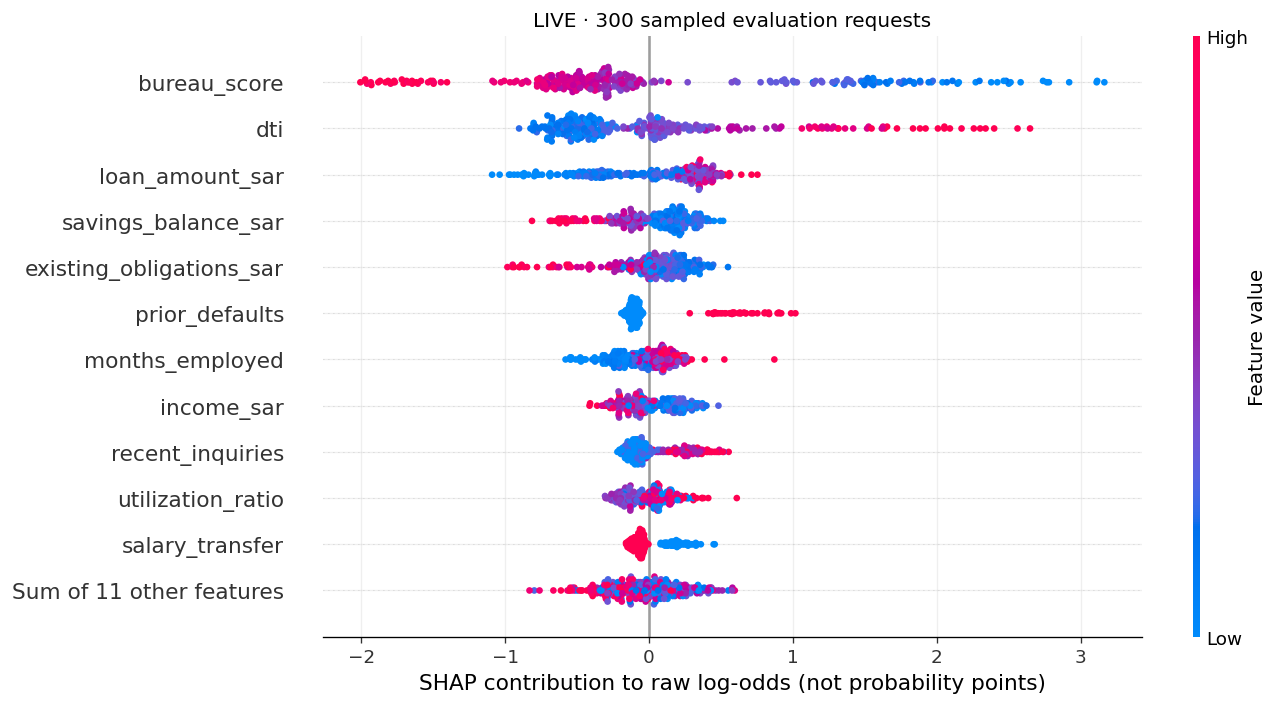 LIVE · 300 sampled evaluation requests
High
bureau_score
dti
loan_amount_sar
savings_balance_sar
existing_obligations_sar
prior_defaults
months_employed
income_sar
recent_inquiries
utilization_ratio
salary_transfer
Sum of 11 other features
Feature value
Low
−2 −1 0 1 2 3
SHAP contribution to raw log-odds (not probability points)